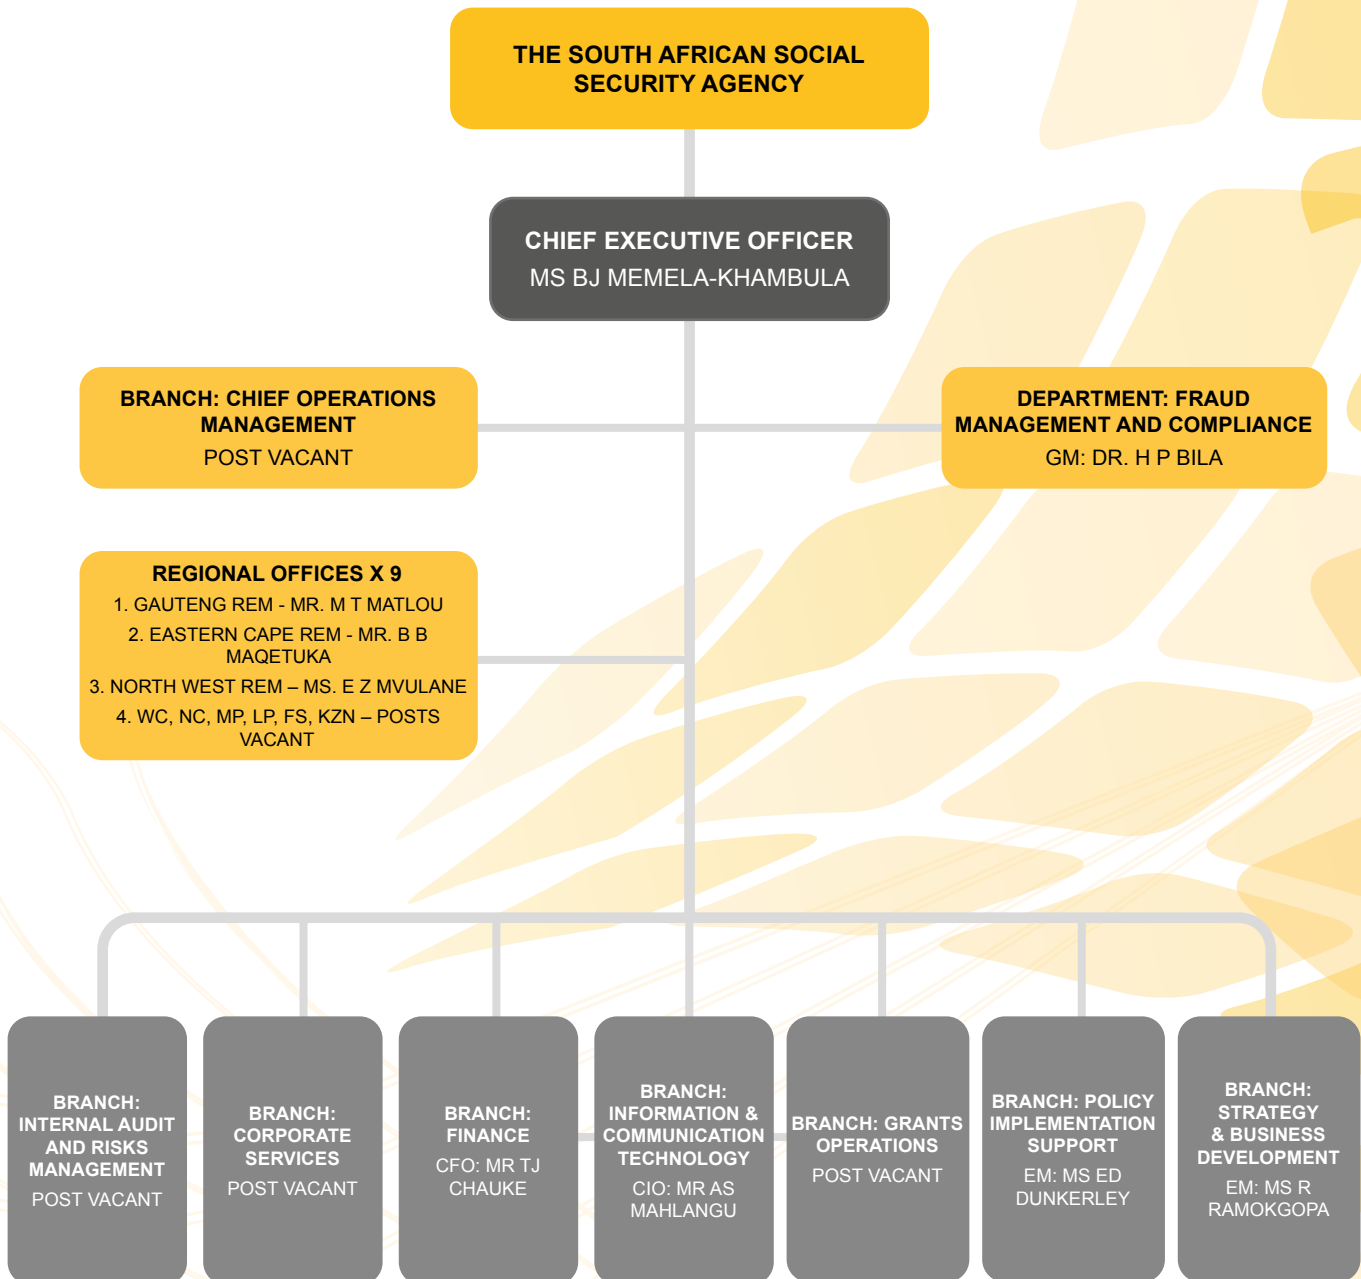 THE SOUTH AFRICAN SOCIAL
SECURITY AGENCY
CHIEF EXECUTIVE OFFICER
MS BJ MEMELA-KHAMBULA
BRANCH: CHIEF OPERATIONS
MANAGEMENT
POST VACANT
DEPARTMENT: FRAUD
MANAGEMENT AND COMPLIANCE
GM: DR. H P BILA
REGIONAL OFFICES X 9
1. GAUTENG REM - MR. M T MATLOU
2. EASTERN CAPE REM - MR. B B
MAQETUKA
3. NORTH WEST REM – MS. E Z MVULANE
4. WC, NC, MP, LP, FS, KZN – POSTS
VACANT
BRANCH:
INTERNAL AUDIT
AND RISKS
MANAGEMENT
POST VACANT
BRANCH:
CORPORATE
SERVICES
POST VACANT
BRANCH:
FINANCE
CFO: MR TJ
CHAUKE
BRANCH:
INFORMATION &
COMMUNICATION
TECHNOLOGY
CIO: MR AS
MAHLANGU
BRANCH: GRANTS
OPERATIONS
POST VACANT
BRANCH: POLICY
IMPLEMENTATION
SUPPORT
EM: MS ED
DUNKERLEY
BRANCH:
STRATEGY
& BUSINESS
DEVELOPMENT
EM: MS R
RAMOKGOPA